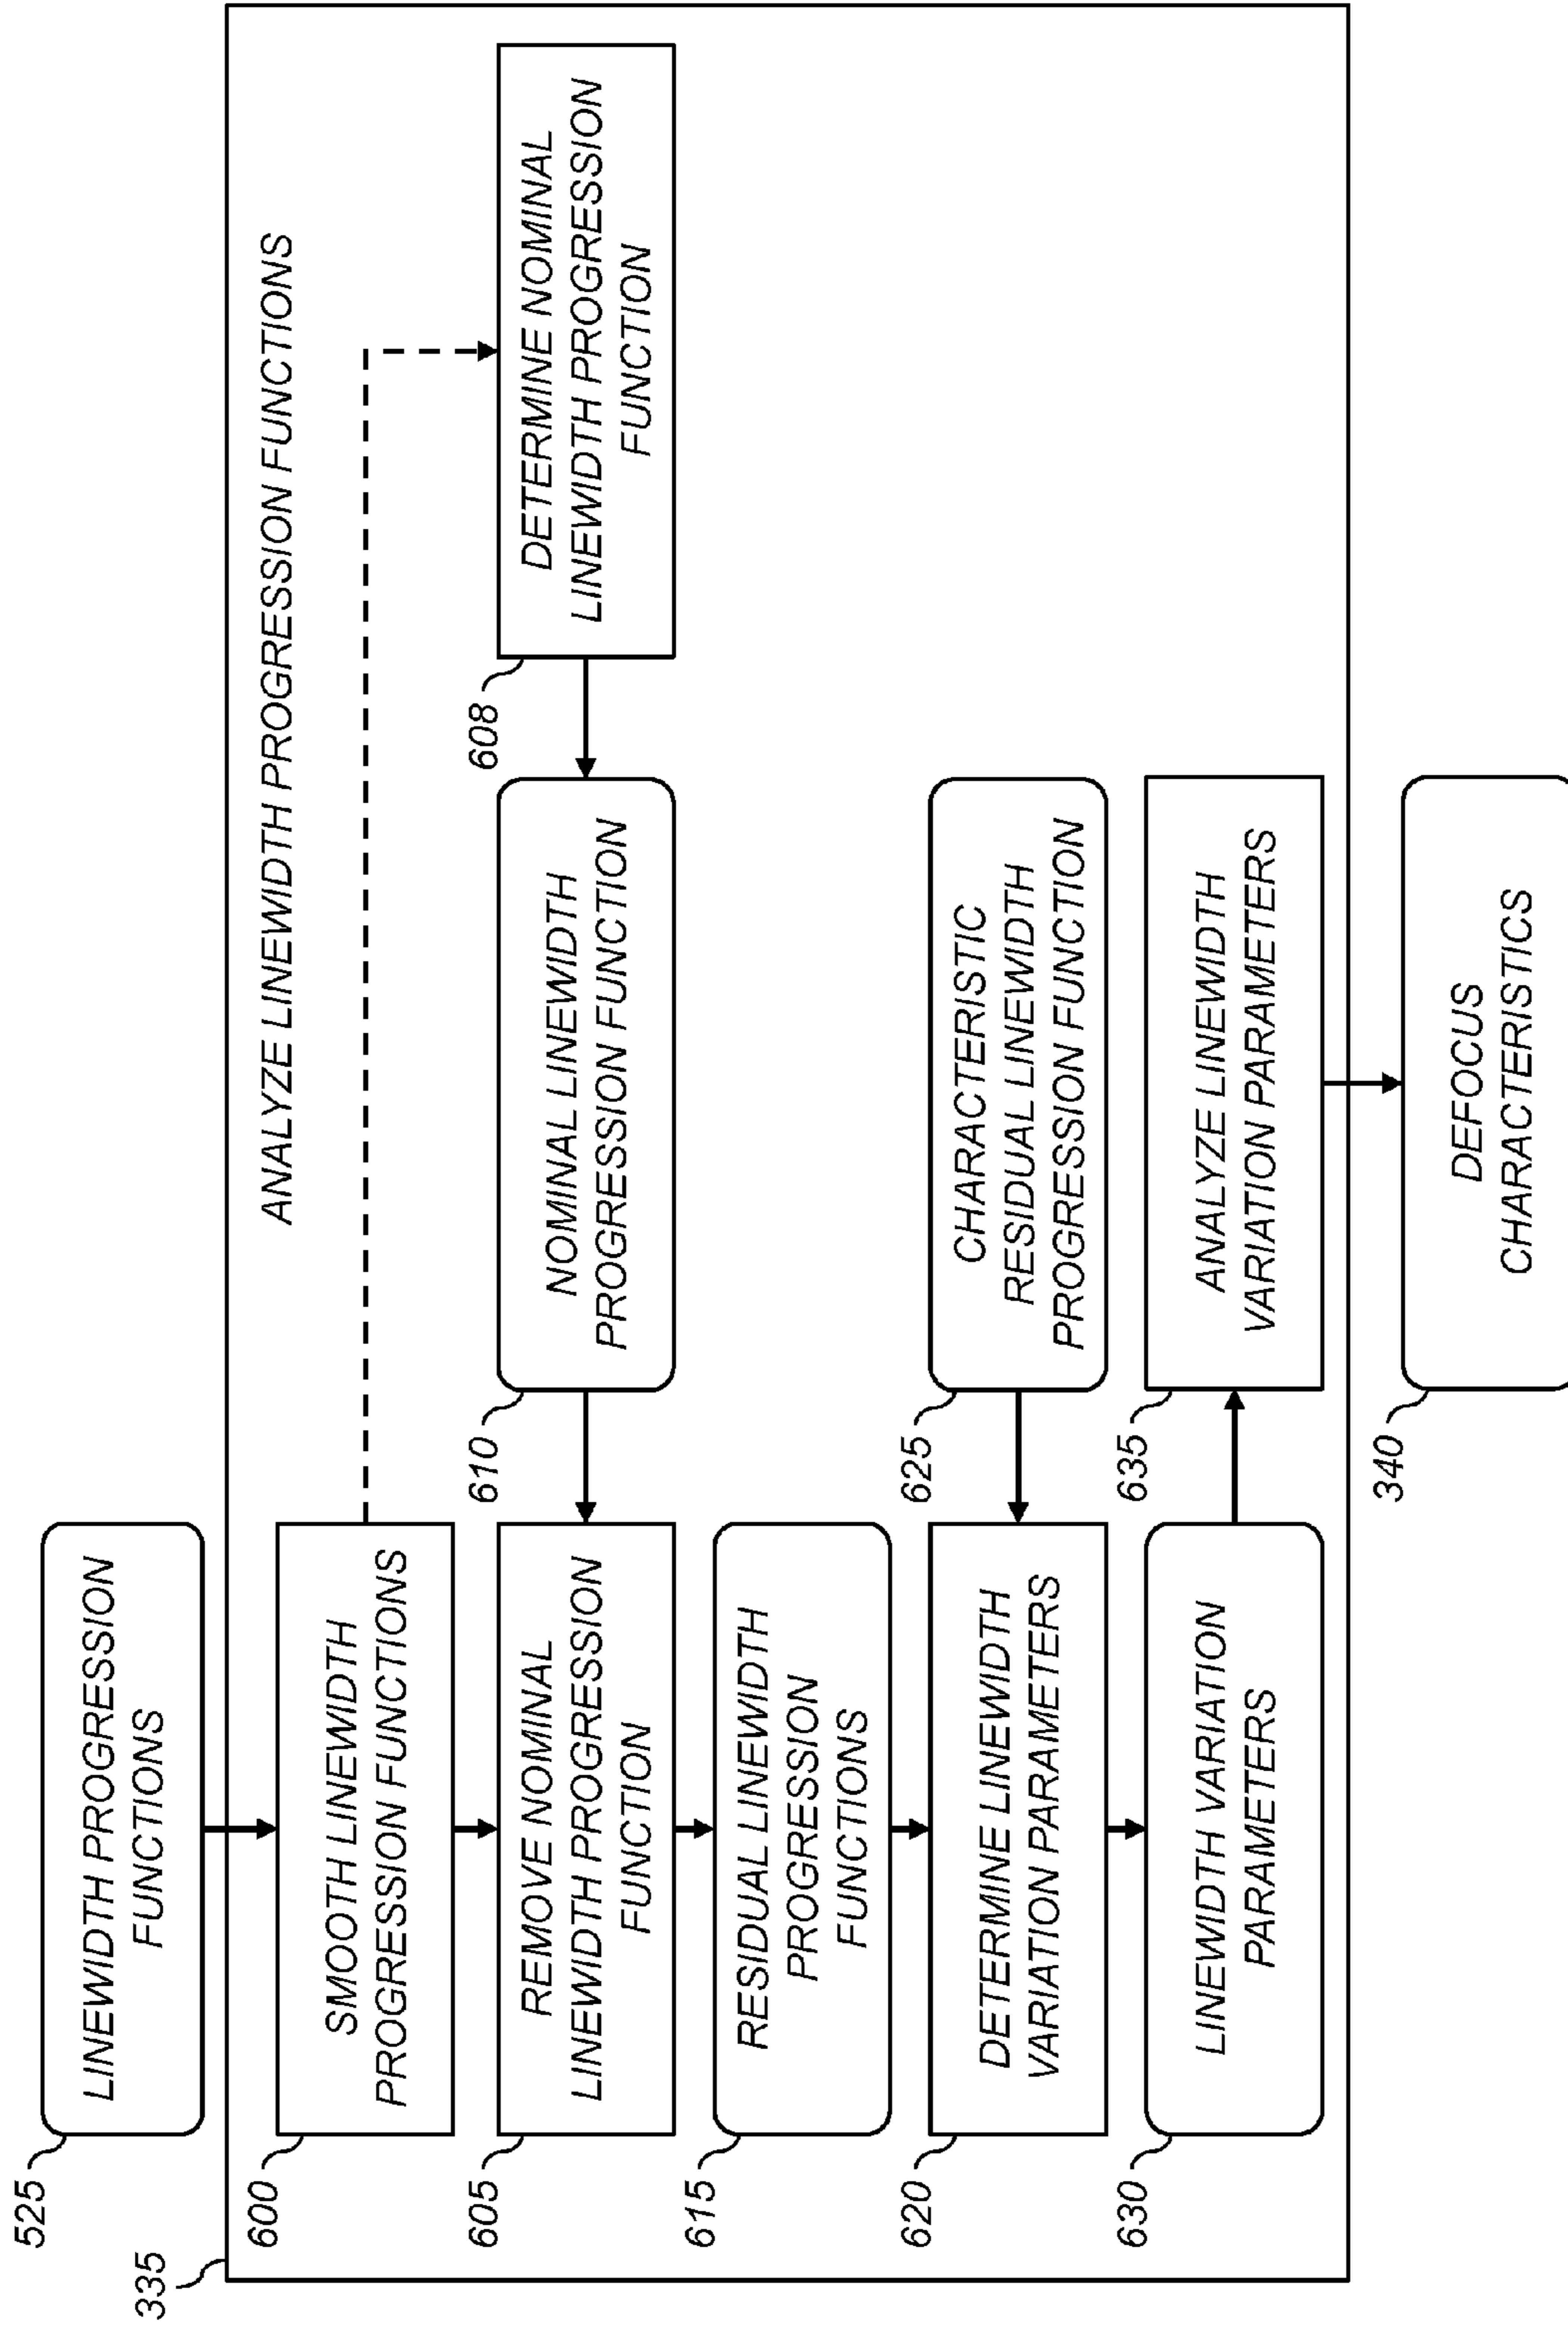 525
LINEWIDTH PROGRESSION
FUNCTIONS
335
ANALYZE LINEWIDTH PROGRESSION FUNCTIONS
600
SMOOTH LINEWIDTH
PROGRESSION FUNCTIONS
605
REMOVE NOMINAL
LINEWIDTH PROGRESSION
FUNCTION
610
NOMINAL LINEWIDTH
PROGRESSION FUNCTION
608
DETERMINE NOMINAL
LINEWIDTH PROGRESSION
FUNCTION
615
RESIDUAL LINEWIDTH
PROGRESSION
FUNCTIONS
620
DETERMINE LINEWIDTH
VARIATION PARAMETERS
625
CHARACTERISTIC
RESIDUAL LINEWIDTH
PROGRESSION FUNCTION
630
LINEWIDTH VARIATION
PARAMETERS
635
ANALYZE LINEWIDTH
VARIATION PARAMETERS
340
DEFOCUS
CHARACTERISTICS